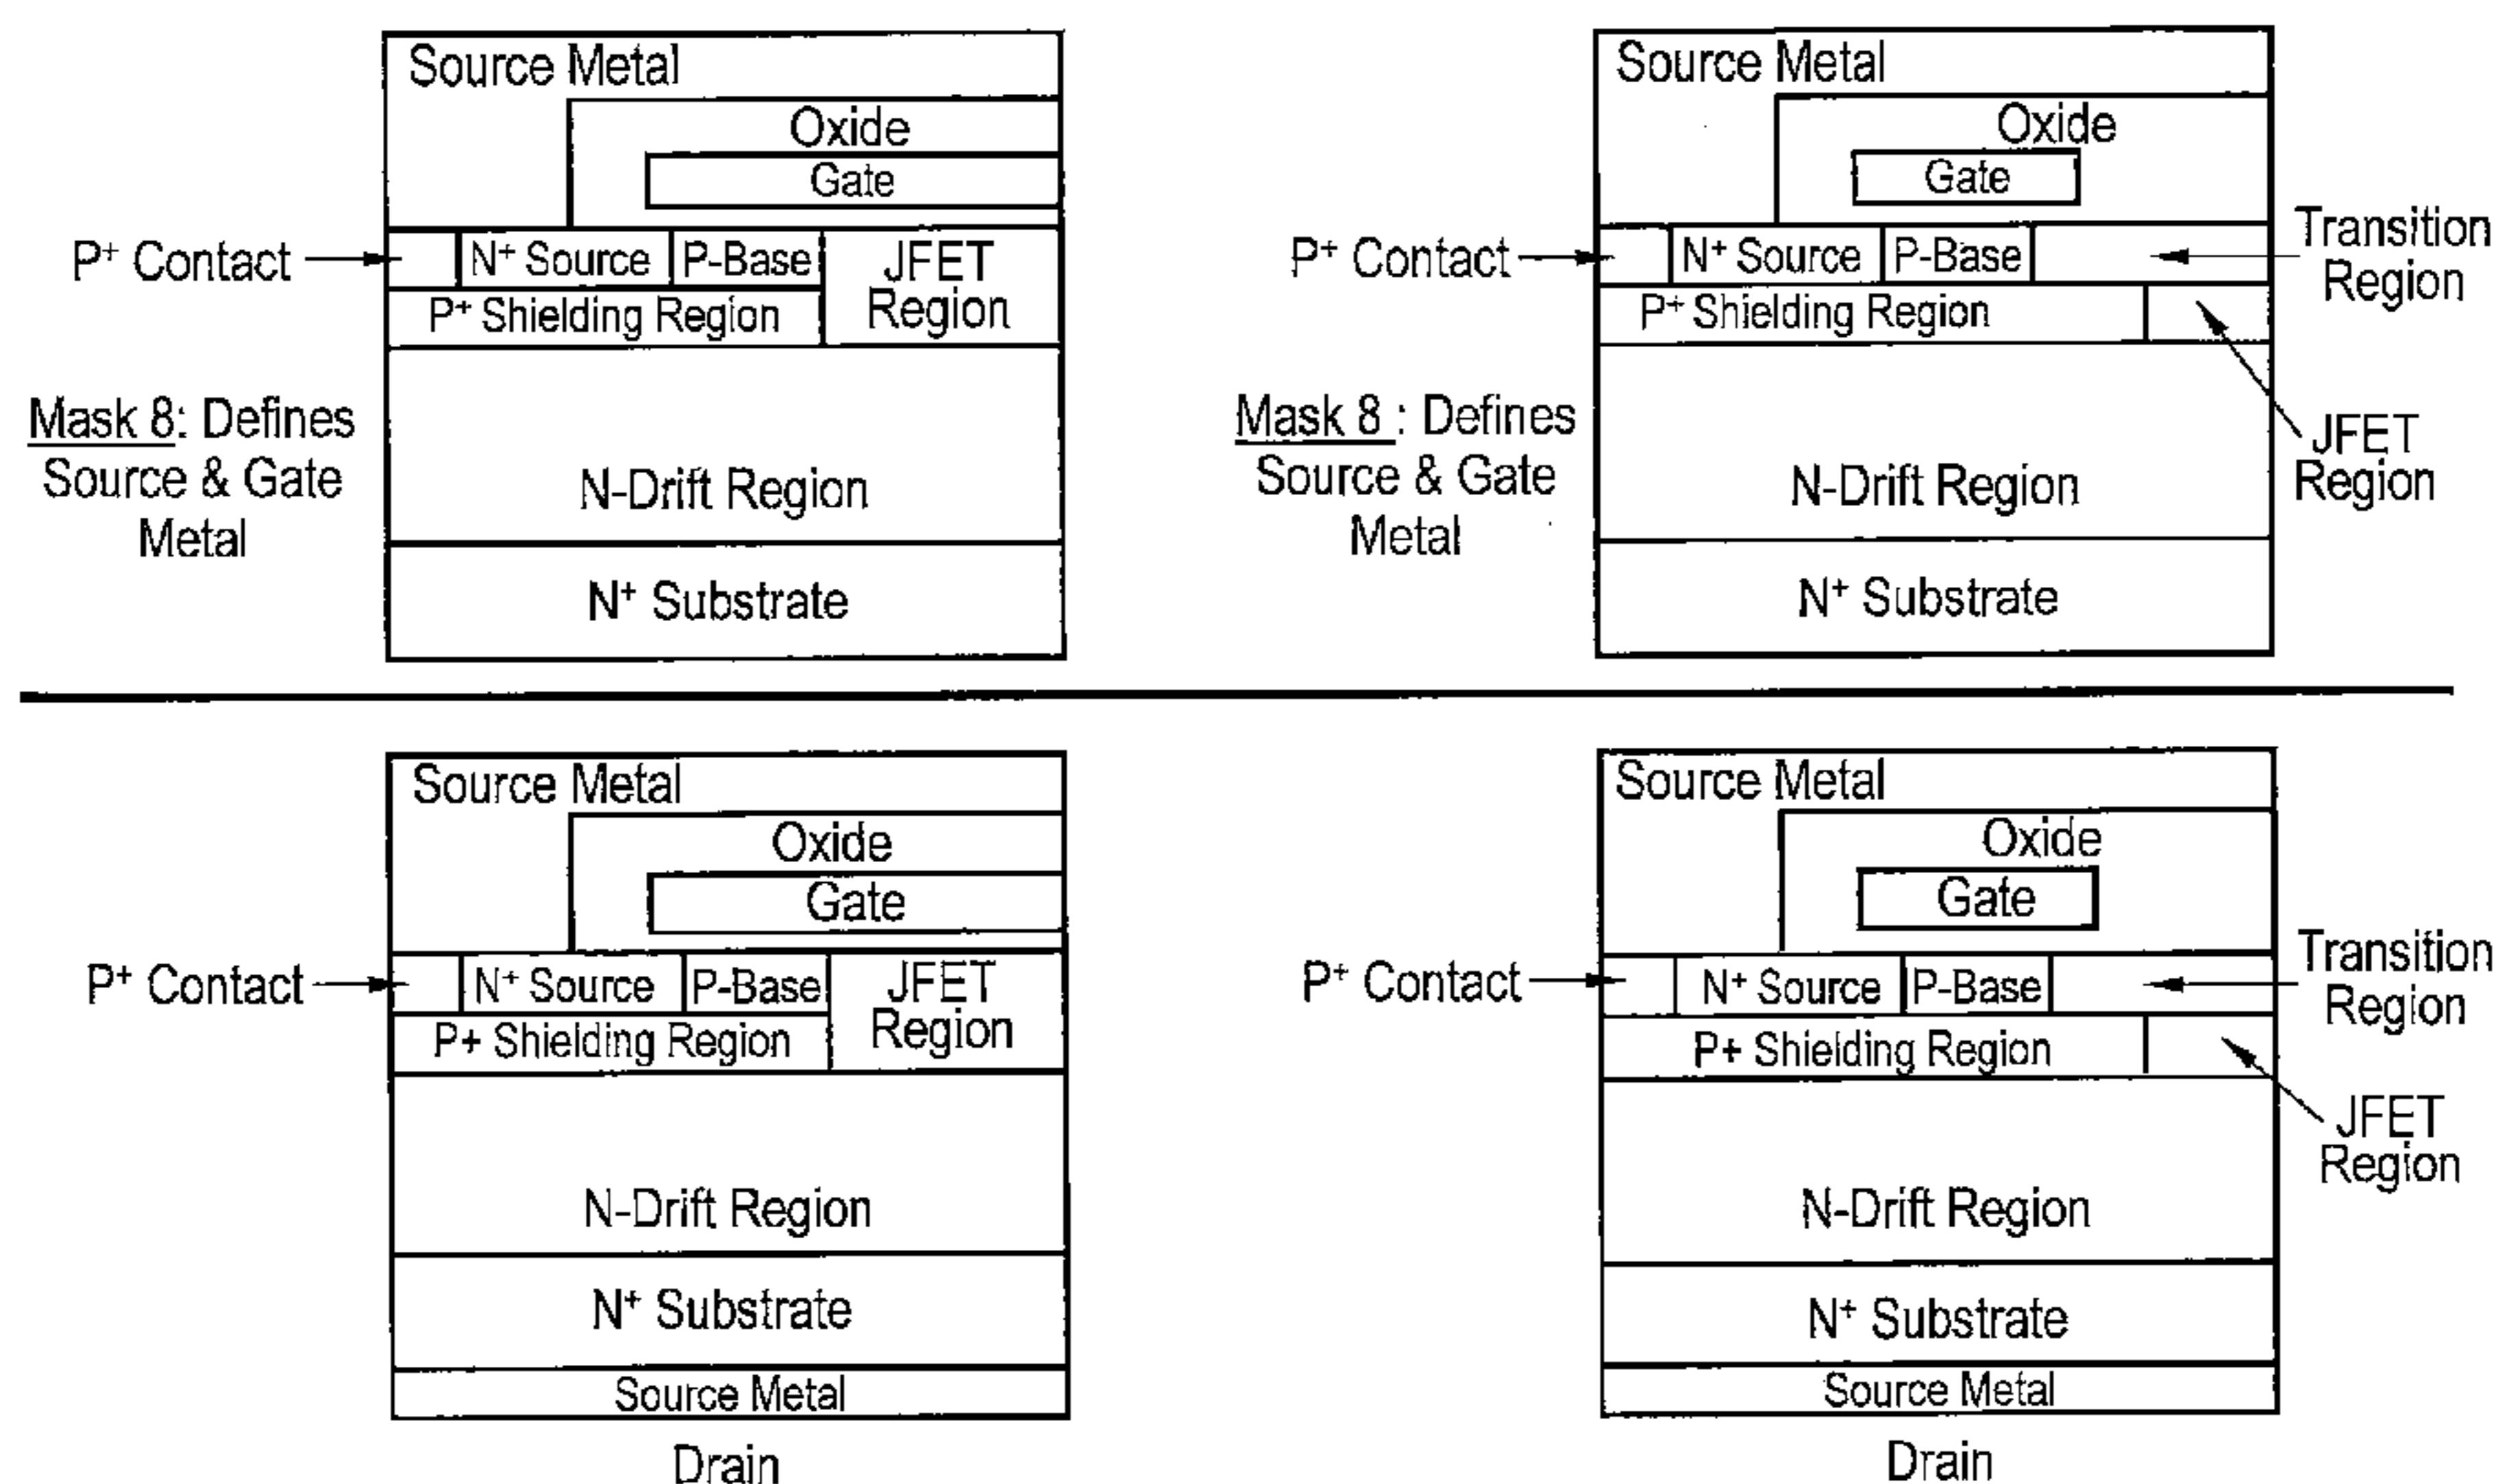 Source Metal
Oxide
Gate
P⁺ Contact
N⁺ Source
P-Base
JFET
Region
P⁺ Shielding Region
Mask 8: Defines
Source & Gate
Metal
N-Drift Region
N⁺ Substrate
Source Metal
Oxide
Gate
P⁺ Contact
N⁺ Source
P-Base
Transition
Region
P⁺ Shielding Region
Mask 8 : Defines
Source & Gate
Metal
JFET
Region
N-Drift Region
N⁺ Substrate
Source Metal
Oxide
Gate
P⁺ Contact
N⁺ Source
P-Base
JFET
Region
P+ Shielding Region
N-Drift Region
N⁺ Substrate
Source Metal
Drain
Source Metal
Oxide
Gate
P⁺ Contact
N⁺ Source
P-Base
Transition
Region
P+ Shielding Region
JFET
Region
N-Drift Region
N⁺ Substrate
Source Metal
Drain